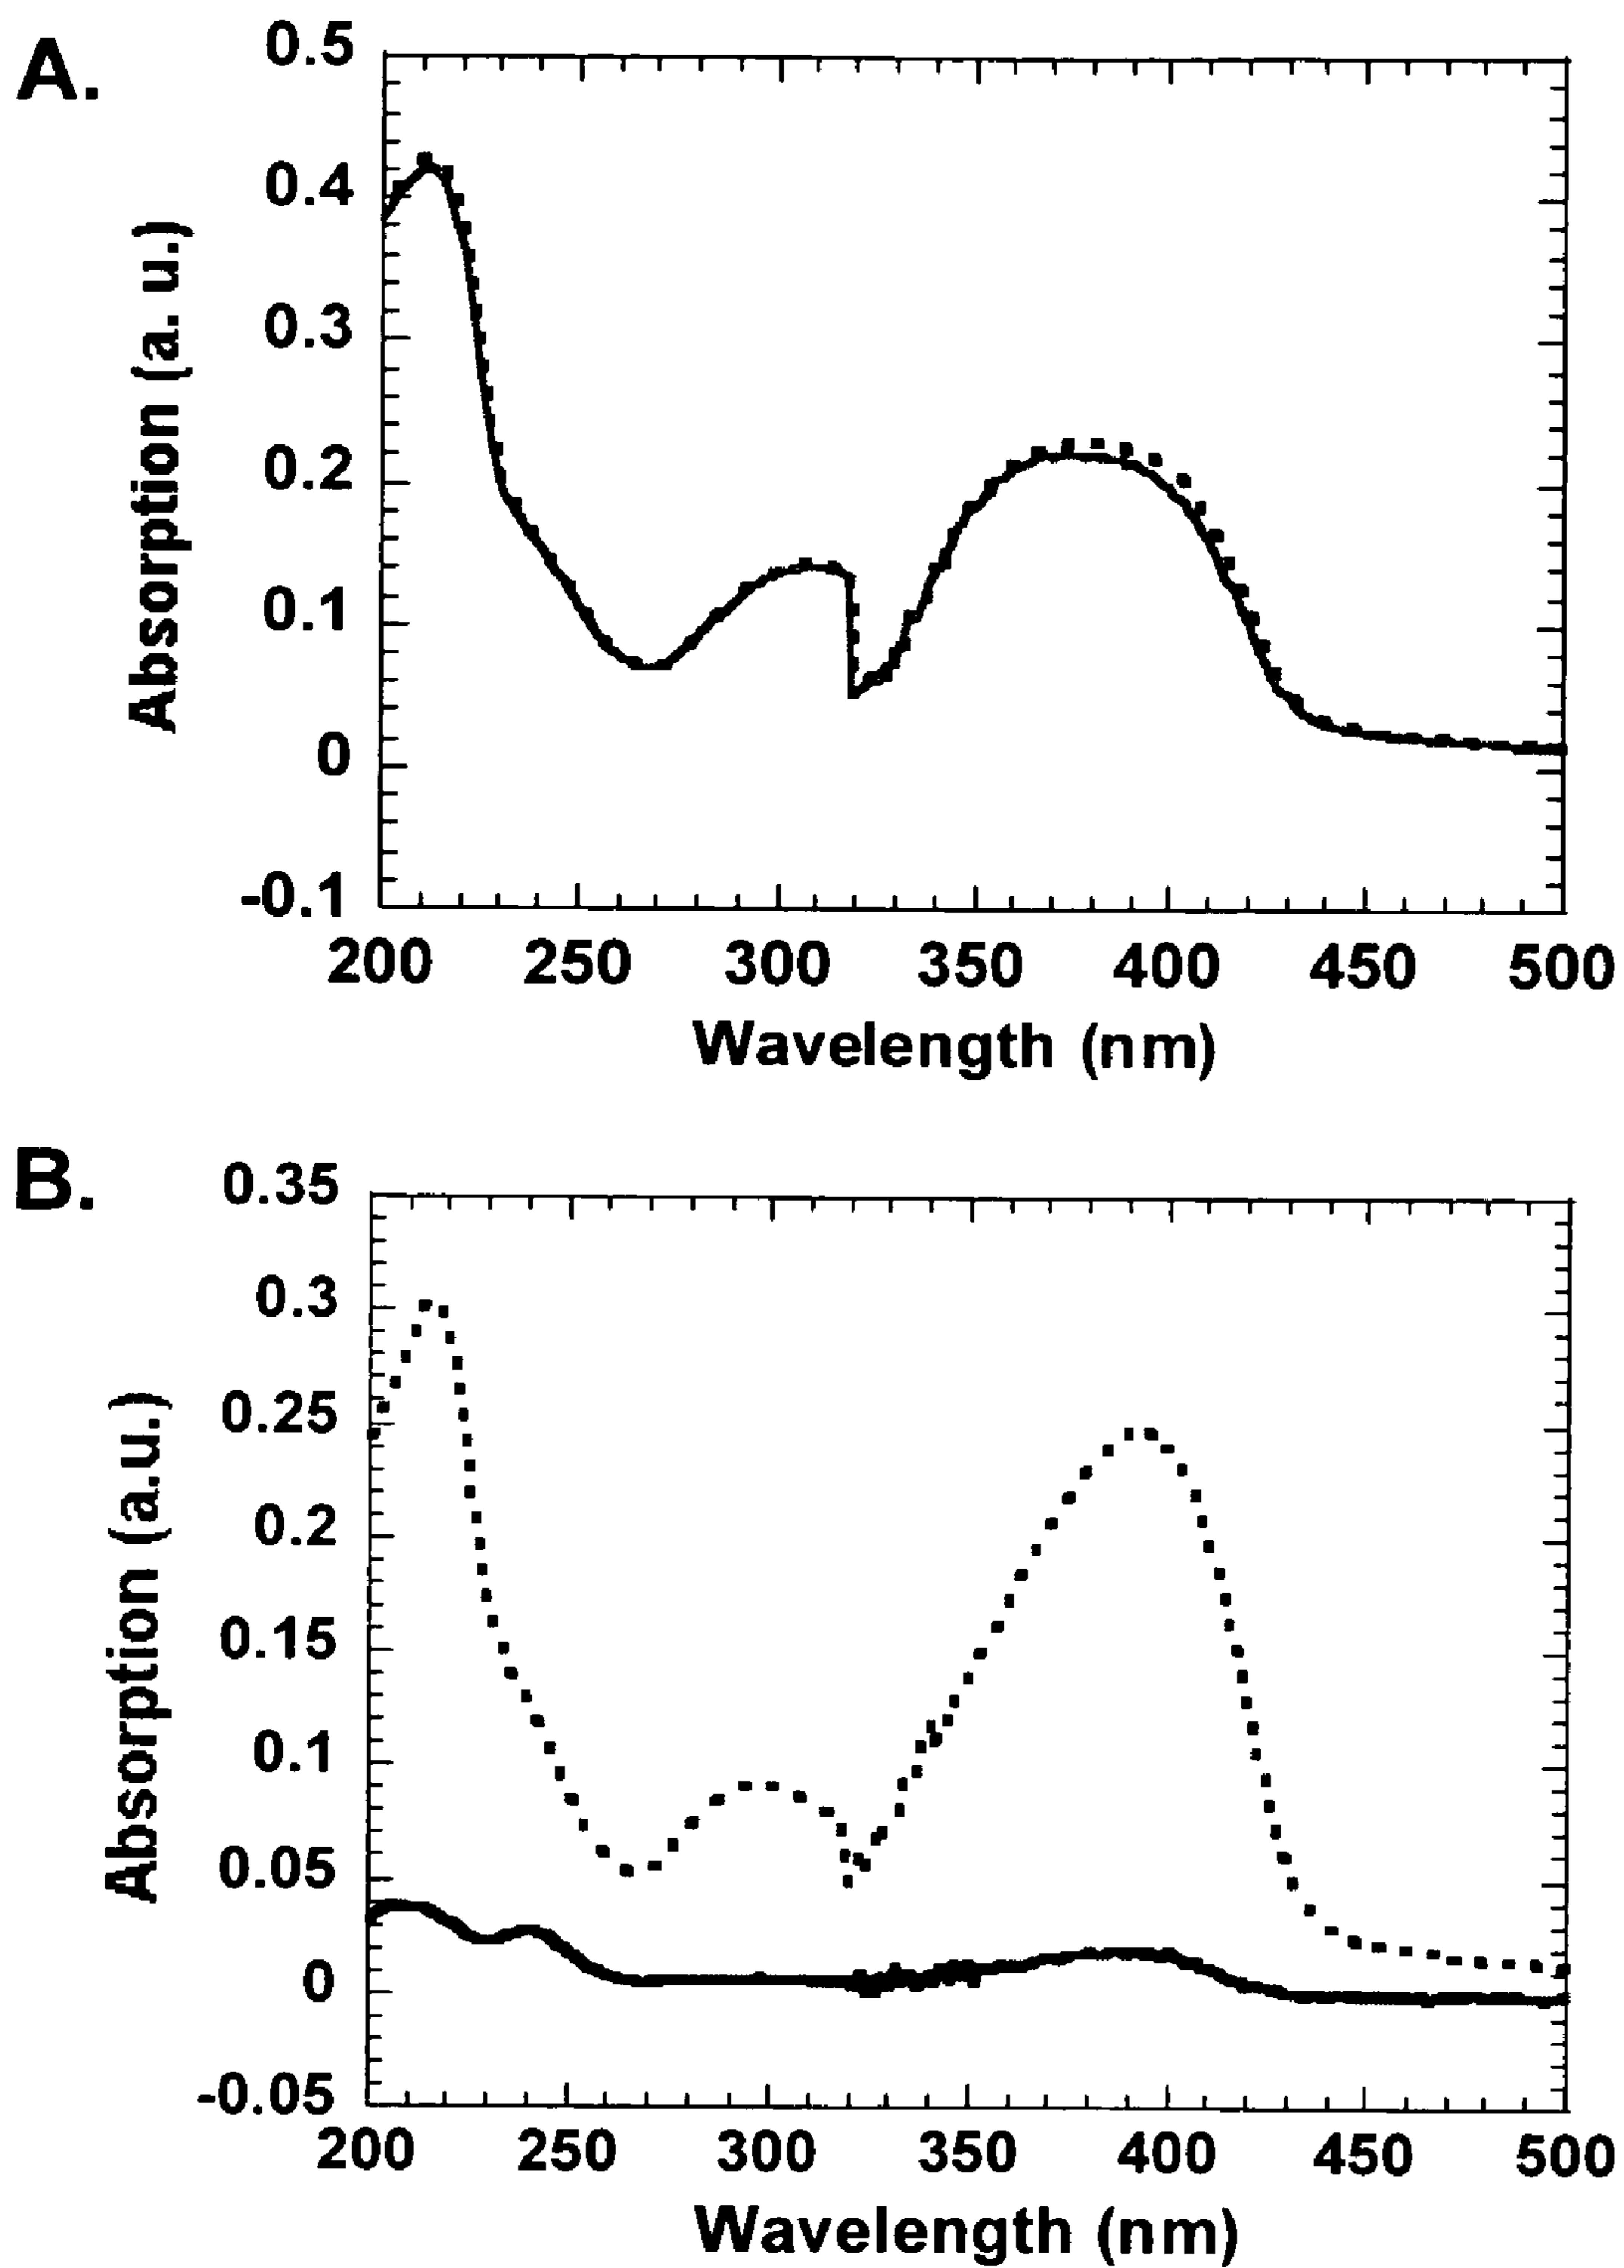 A.
0.5
0.4
0.3
0.2
0.1
0
-0.1
Absorption (a. u.)
200 250 300 350 400 450 500
Wavelength (nm)
B.
0.35
0.3
0.25
0.2
0.15
0.1
0.05
0
-0.05
Absorption (a.u.)
200 250 300 350 400 450 500
Wavelength (nm)